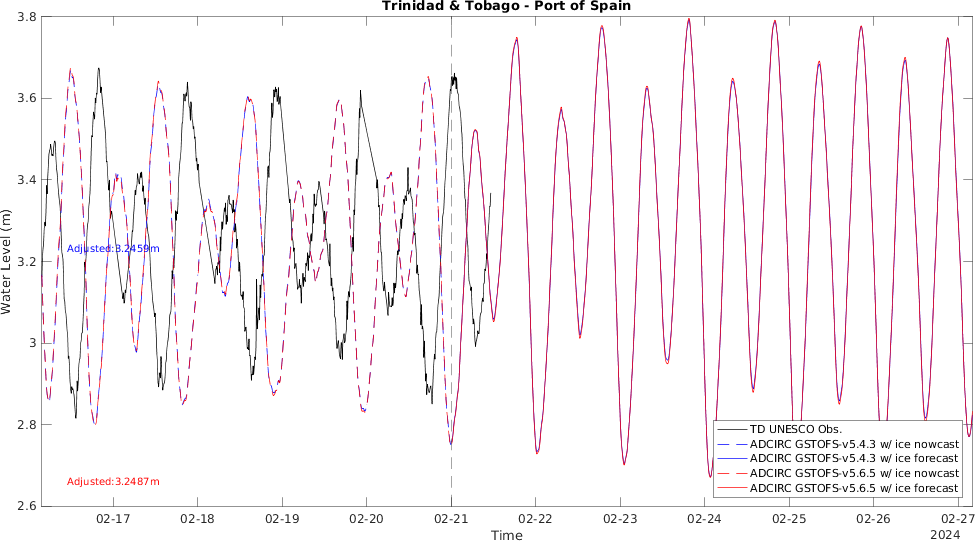 Trinidad & Tobago - Port of Spain
3.8
3.6
3.4
3.2
3
2.8
2.6
Water Level (m)
Adjusted:3.2459m
Adjusted:3.2487m
TD UNESCO Obs.
ADCIRC GSTOFS-v5.4.3 w/ ice nowcast
ADCIRC GSTOFS-v5.4.3 w/ ice forecast
ADCIRC GSTOFS-v5.6.5 w/ ice nowcast
ADCIRC GSTOFS-v5.6.5 w/ ice forecast
02-17 02-18 02-19 02-20 02-21 02-22 02-23 02-24 02-25 02-26 02-27
Time
2024